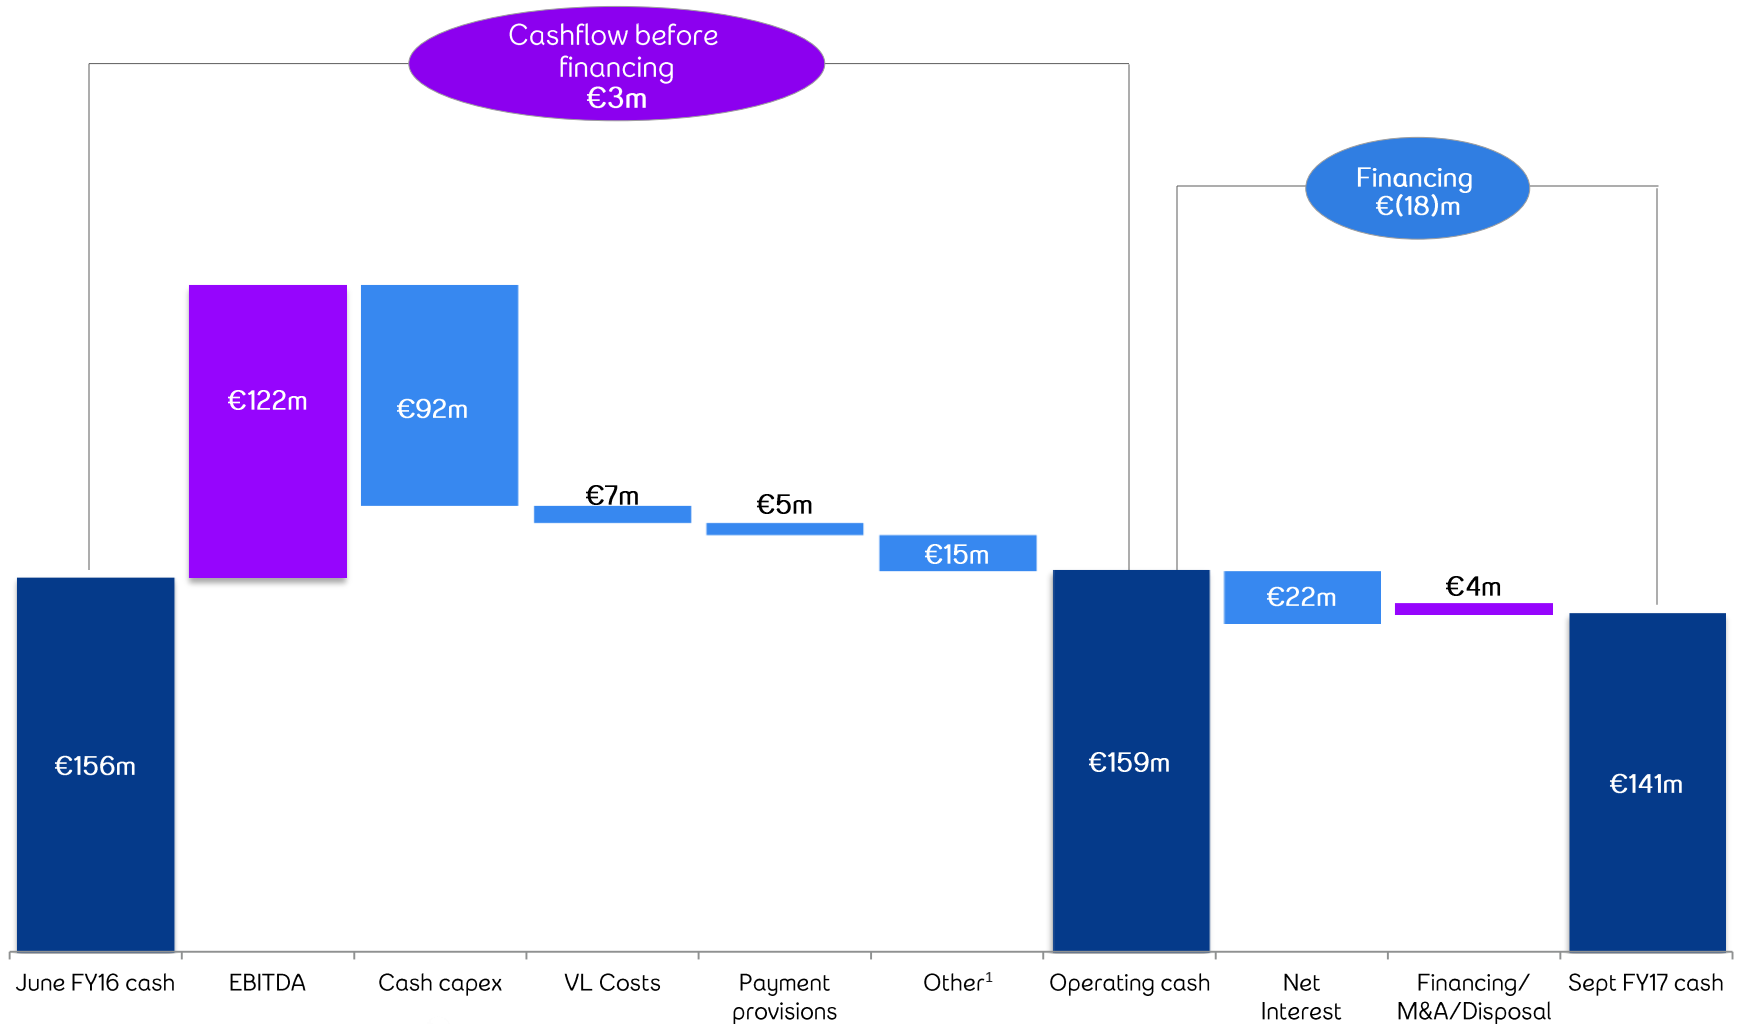 Cashflow before
financing
€3m
Financing
€(18)m
€122m
€92m
€7m
€5m
€15m
€22m
€4m
€156m
€159m
€141m
June FY16 cash
EBITDA
Cash capex
VL Costs
Payment
provisions
Other¹
Operating cash
Net
Interest
Financing/
M&A/Disposal
Sept FY17 cash